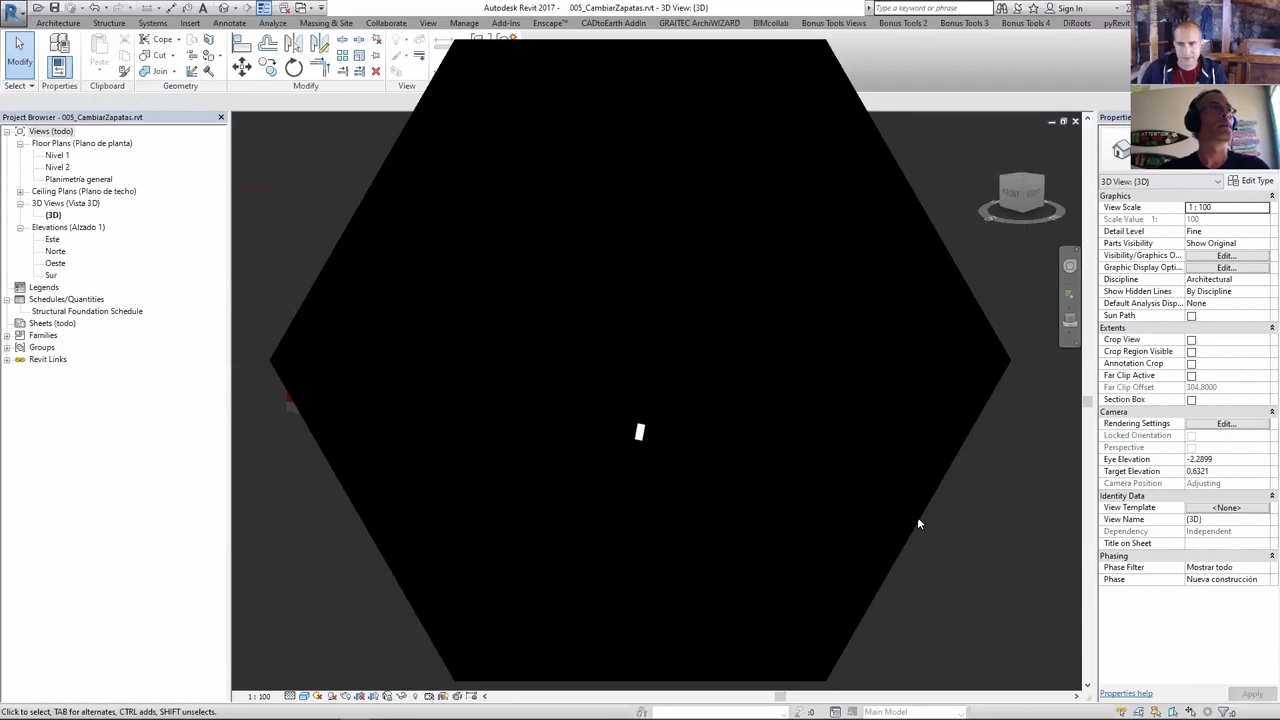 Autodesk Revit 2017 - 005_CambiarZapatas.rvt - 3D View: {3D}
Type a keyword or phrase
Sign In
Architecture Structure Systems Insert Annotate Analyze Massing & Site Collaborate View Manage Add-Ins Enscape™ CADtoEarth AddIn GRAITEC ArchiWIZARD BIMcollab Bonus Tools Views Bonus Tools 2 Bonus Tools 3 Bonus Tools 4 DiRoots pyRevit
Modify
Paste
Cope
Cut
Join
Select
Properties
Clipboard
Geometry
Modify
View
Project Browser - 005_CambiarZapatas.rvt
Views (todo)
Floor Plans (Plano de planta)
Nivel 1
Nivel 2
Planimetría general
Ceiling Plans (Plano de techo)
3D Views (Vista 3D)
{3D}
Elevations (Alzado 1)
Este
Norte
Oeste
Sur
Legends
Schedules/Quantities
Structural Foundation Schedule
Sheets (todo)
Families
Groups
Revit Links
FRONT
ATTENTION
Properties
3D View: {3D}
Edit Type
Graphics
View Scale 1 : 100
Scale Value 1: 100
Detail Level Fine
Parts Visibility Show Original
Visibility/Graphics O... Edit...
Graphic Display Opti... Edit...
Discipline Architectural
Show Hidden Lines By Discipline
Default Analysis Disp... None
Sun Path
Extents
Crop View
Crop Region Visible
Annotation Crop
Far Clip Active
Far Clip Offset 304.8000
Section Box
Camera
Rendering Settings Edit...
Locked Orientation
Perspective
Eye Elevation -2.2899
Target Elevation 0.6321
Camera Position Adjusting
Identity Data
View Template <None>
View Name {3D}
Dependency Independent
Title on Sheet
Phasing
Phase Filter Mostrar todo
Phase Nueva construcción
Properties help
Apply
1 : 100
Click to select, TAB for alternates, CTRL adds, SHIFT unselects.
:0
Main Model
:0